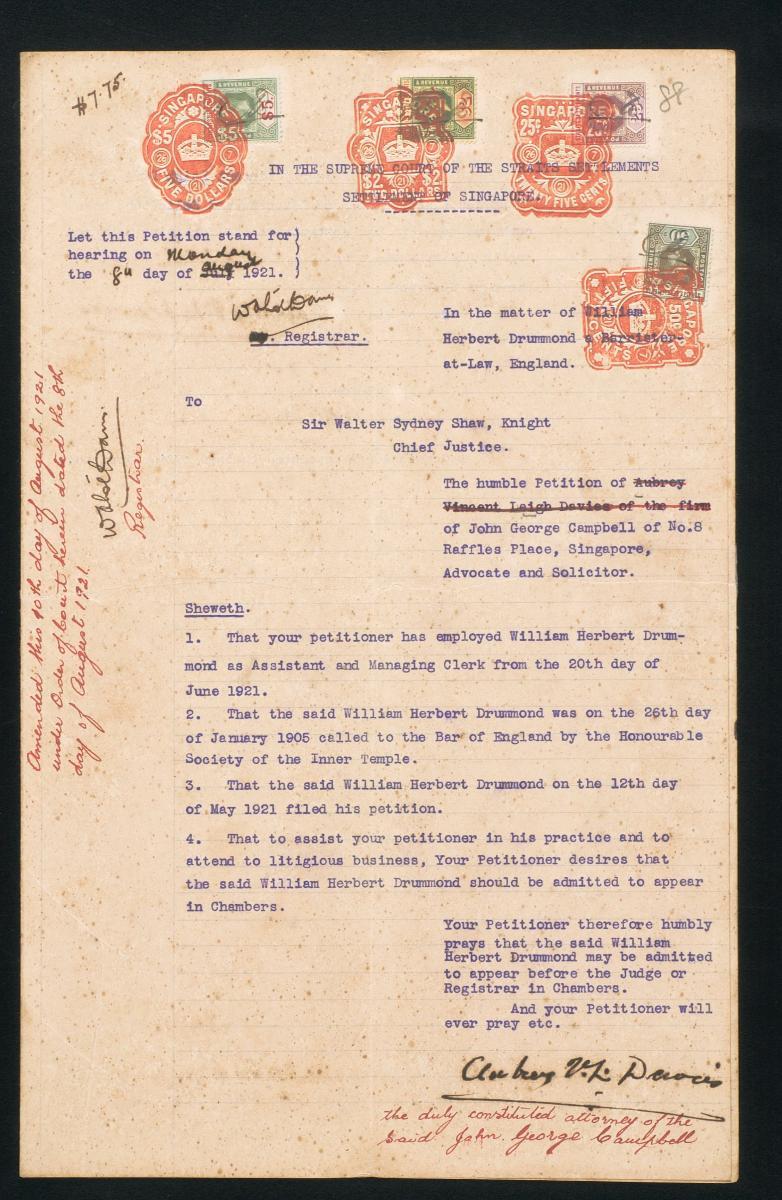 $7.75.
SINGAPORE
$5 $5
FIVE DOLLARS
& REVENUE
$5
SINGAPORE
$2 $2
DOLLARS
& REVENUE
SINGAPORE
25c
TWENTY FIVE CENTS
& REVENUE
IN THE SUPREME COURT OF THE STRAITS SETTLEMENTS
SETTLEMENT OF SINGAPORE.
Let this Petition stand for
hearing on Monday
the 8th day of July August 1921.
Registrar.
SINGAPORE
50c
FIFTY CENTS
In the matter of William
Herbert Drummond a Barrister-
at-Law, England.
To
Sir Walter Sydney Shaw, Knight
Chief Justice.
The humble Petition of Aubrey
Vincent Leigh Davies of the firm
of John George Campbell of No.8
Raffles Place, Singapore,
Advocate and Solicitor.
Sheweth.
1. That your petitioner has employed William Herbert Drum-
mond as Assistant and Managing Clerk from the 20th day of
June 1921.
2. That the said William Herbert Drummond was on the 26th day
of January 1905 called to the Bar of England by the Honourable
Society of the Inner Temple.
3. That the said William Herbert Drummond on the 12th day
of May 1921 filed his petition.
4. That to assist your petitioner in his practice and to
attend to litigious business, Your Petitioner desires that
the said William Herbert Drummond should be admitted to appear
in Chambers.
Your Petitioner therefore humbly
prays that the said William
Herbert Drummond may be admitted
to appear before the Judge or
Registrar in Chambers.
And your Petitioner will
ever pray etc.
Aubrey V. L. Davies
the duly constituted attorney of the
said John George Campbell
Amended this 10th day of August 1921
under Order of Court herein dated the 8th
day of August 1921.
Registrar.